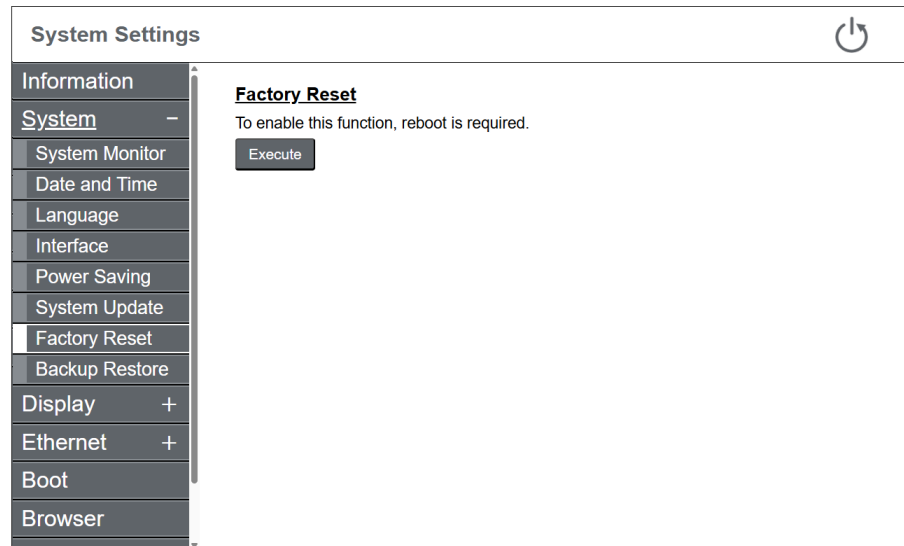 System Settings
Information
System −
System Monitor
Date and Time
Language
Interface
Power Saving
System Update
Factory Reset
Backup Restore
Display +
Ethernet +
Boot
Browser
Factory Reset
To enable this function, reboot is required.
Execute